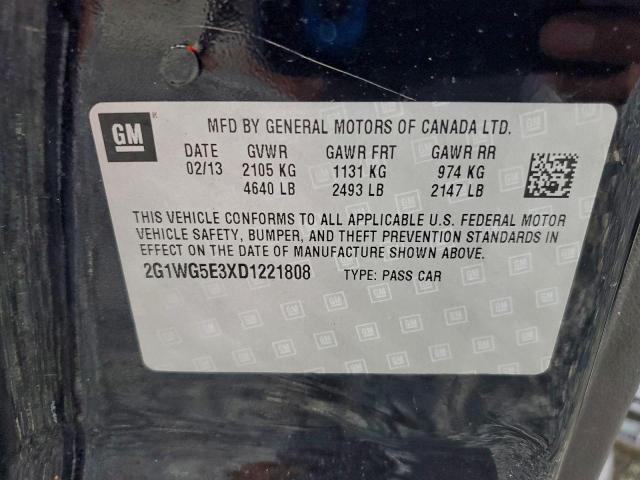 GM
MFD BY GENERAL MOTORS OF CANADA LTD.
DATE GVWR GAWR FRT GAWR RR
02/13 2105 KG 1131 KG 974 KG
4640 LB 2493 LB 2147 LB
THIS VEHICLE CONFORMS TO ALL APPLICABLE U.S. FEDERAL MOTOR
VEHICLE SAFETY, BUMPER, AND THEFT PREVENTION STANDARDS IN
EFFECT ON THE DATE OF MANUFACTURE SHOWN ABOVE.
2G1WG5E3XD1221808 TYPE: PASS CAR